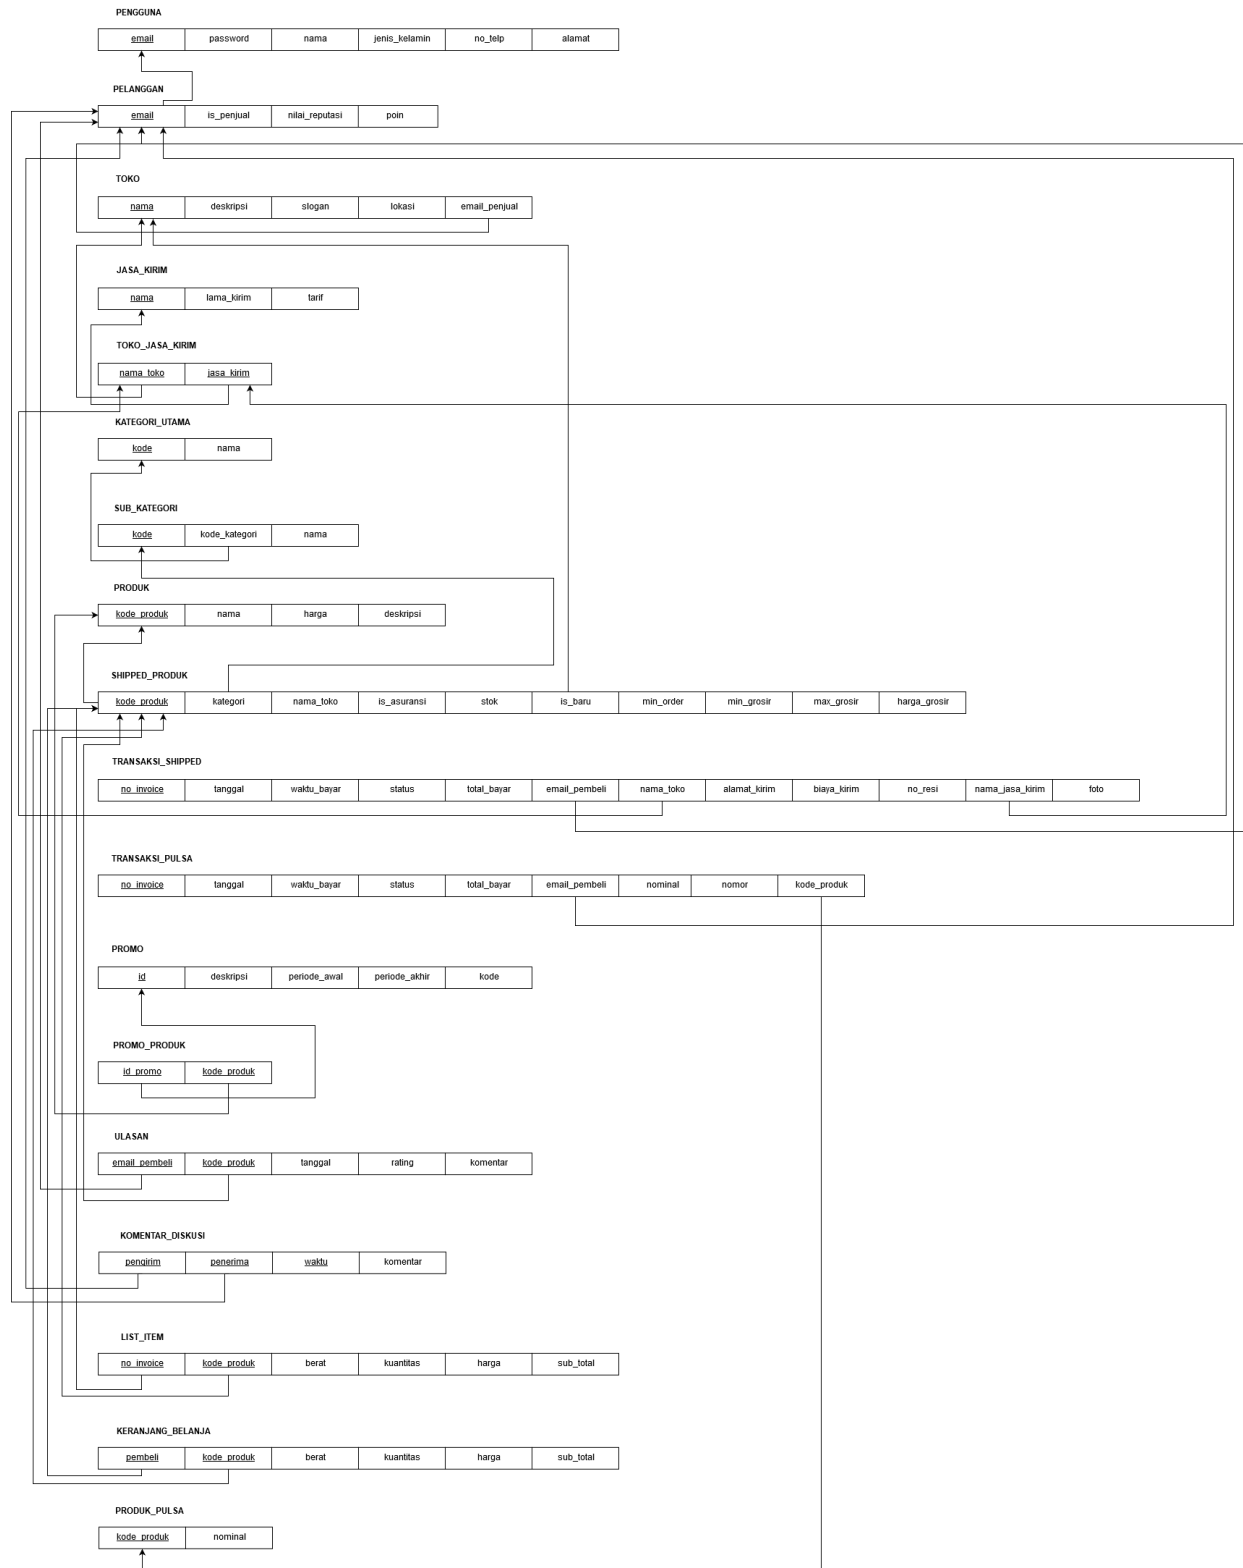 PENGGUNA
email password nama jenis_kelamin no_telp alamat
PELANGGAN
email is_penjual nilai_reputasi poin
TOKO
nama deskripsi slogan lokasi email_penjual
JASA_KIRIM
nama lama_kirim tarif
TOKO_JASA_KIRIM
nama_toko jasa_kirim
KATEGORI_UTAMA
kode nama
SUB_KATEGORI
kode kode_kategori nama
PRODUK
kode_produk nama harga deskripsi
SHIPPED_PRODUK
kode_produk kategori nama_toko is_asuransi stok is_baru min_order min_grosir max_grosir harga_grosir
TRANSAKSI_SHIPPED
no_invoice tanggal waktu_bayar status total_bayar email_pembeli nama_toko alamat_kirim biaya_kirim no_resi nama_jasa_kirim foto
TRANSAKSI_PULSA
no_invoice tanggal waktu_bayar status total_bayar email_pembeli nominal nomor kode_produk
PROMO
id deskripsi periode_awal periode_akhir kode
PROMO_PRODUK
id_promo kode_produk
ULASAN
email_pembeli kode_produk tanggal rating komentar
KOMENTAR_DISKUSI
pengirim penerima waktu komentar
LIST_ITEM
no_invoice kode_produk berat kuantitas harga sub_total
KERANJANG_BELANJA
pembeli kode_produk berat kuantitas harga sub_total
PRODUK_PULSA
kode_produk nominal